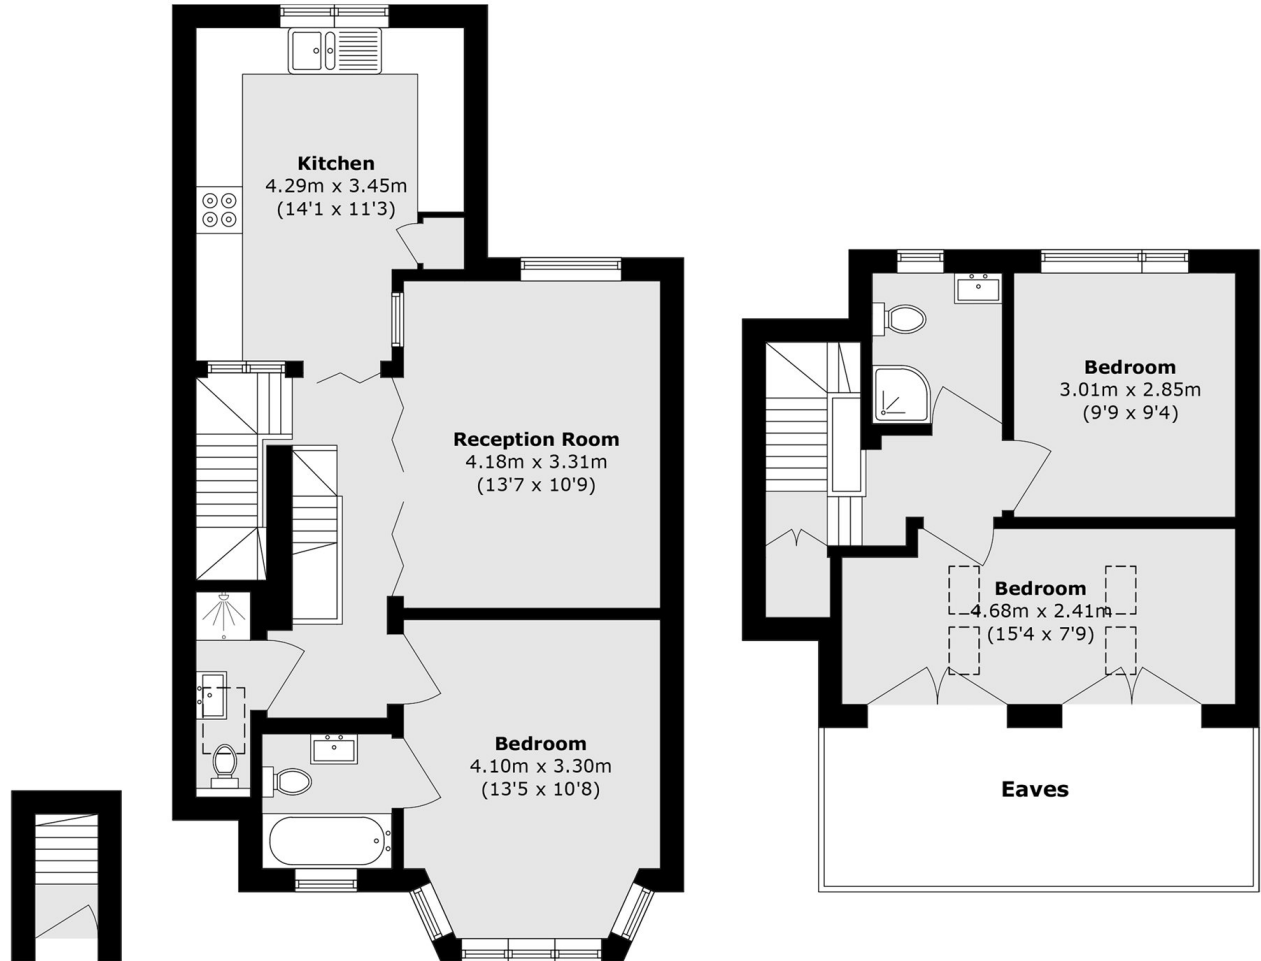 Kitchen
4.29m x 3.45m
(14'1 x 11'3)
Reception Room
4.18m x 3.31m
(13'7 x 10'9)
Bedroom
4.10m x 3.30m
(13'5 x 10'8)
Bedroom
3.01m x 2.85m
(9'9 x 9'4)
Bedroom
4.68m x 2.41m
(15'4 x 7'9)
Eaves